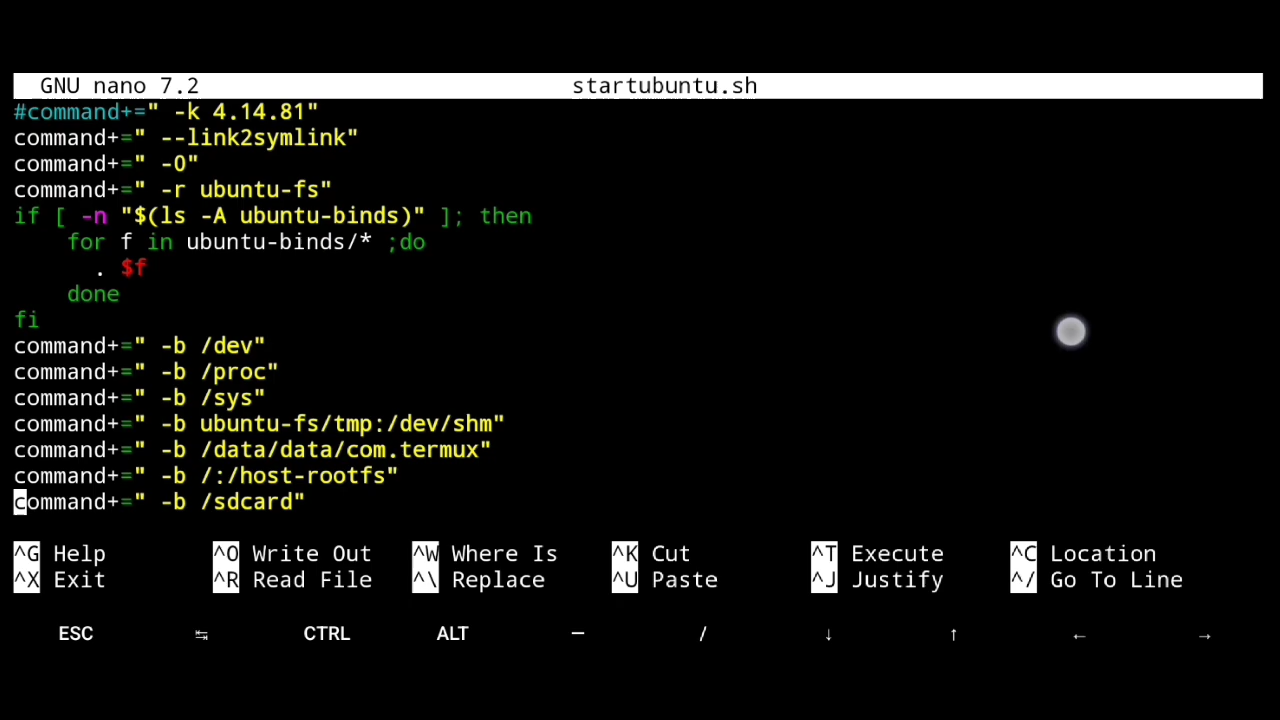 GNU nano 7.2 startubuntu.sh
#command+=" -k 4.14.81"
command+=" --link2symlink"
command+=" -0"
command+=" -r ubuntu-fs"
if [ -n "$(ls -A ubuntu-binds)" ]; then
    for f in ubuntu-binds/* ;do
      . $f
    done
fi
command+=" -b /dev"
command+=" -b /proc"
command+=" -b /sys"
command+=" -b ubuntu-fs/tmp:/dev/shm"
command+=" -b /data/data/com.termux"
command+=" -b /:/host-rootfs"
command+=" -b /sdcard"
^G Help ^O Write Out ^W Where Is ^K Cut ^T Execute ^C Location
^X Exit ^R Read File ^\ Replace ^U Paste ^J Justify ^/ Go To Line
ESC ↹ CTRL ALT — / ↓ ↑ ← →